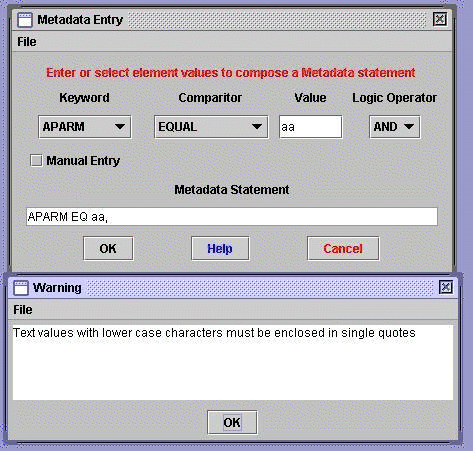 Metadata Entry
File
Enter or select element values to compose a Metadata statement
Keyword Comparitor Value Logic Operator
APARM EQUAL aa AND
Manual Entry
Metadata Statement
APARM EQ aa,
OK Help Cancel
Warning
File
Text values with lower case characters must be enclosed in single quotes
OK